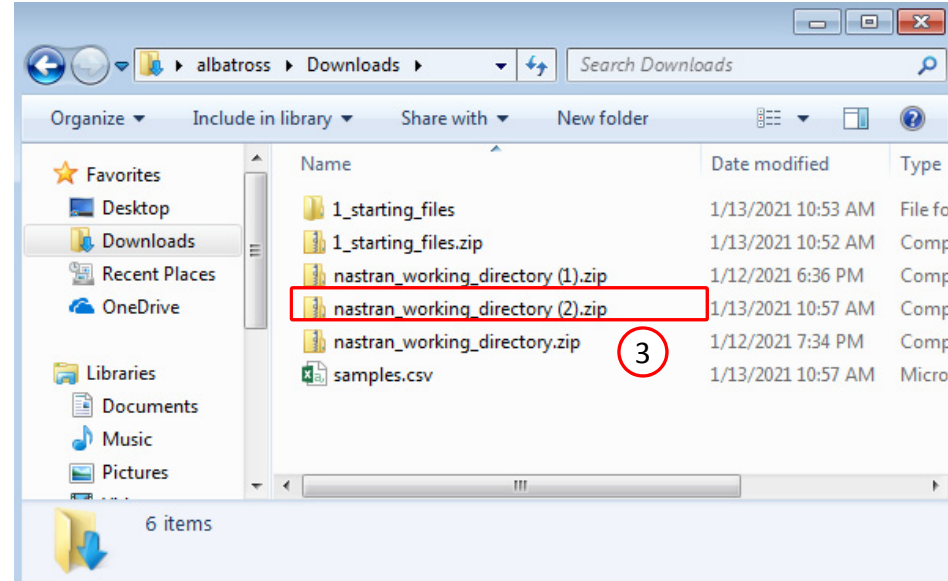 albatross Downloads Search Downloads
Organize Include in library Share with New folder
Name Date modified Type
Favorites
Desktop
Downloads
Recent Places
OneDrive
Libraries
Documents
Music
Pictures
1_starting_files 1/13/2021 10:53 AM File fo
1_starting_files.zip 1/13/2021 10:52 AM Comp
nastran_working_directory (1).zip 1/12/2021 6:36 PM Comp
nastran_working_directory (2).zip 1/13/2021 10:57 AM Comp
nastran_working_directory.zip 1/12/2021 7:34 PM Comp
samples.csv 1/13/2021 10:57 AM Micro
3
6 items